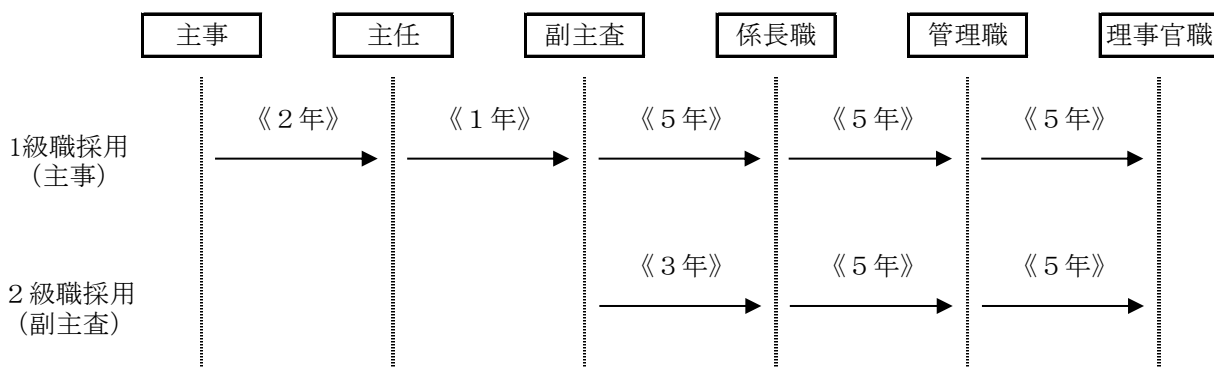 主事 主任 副主査 係長職 管理職 理事官職
《2年》 《1年》 《5年》 《5年》 《5年》
1級職採用
(主事)
《3年》 《5年》 《5年》
2級職採用
(副主査)